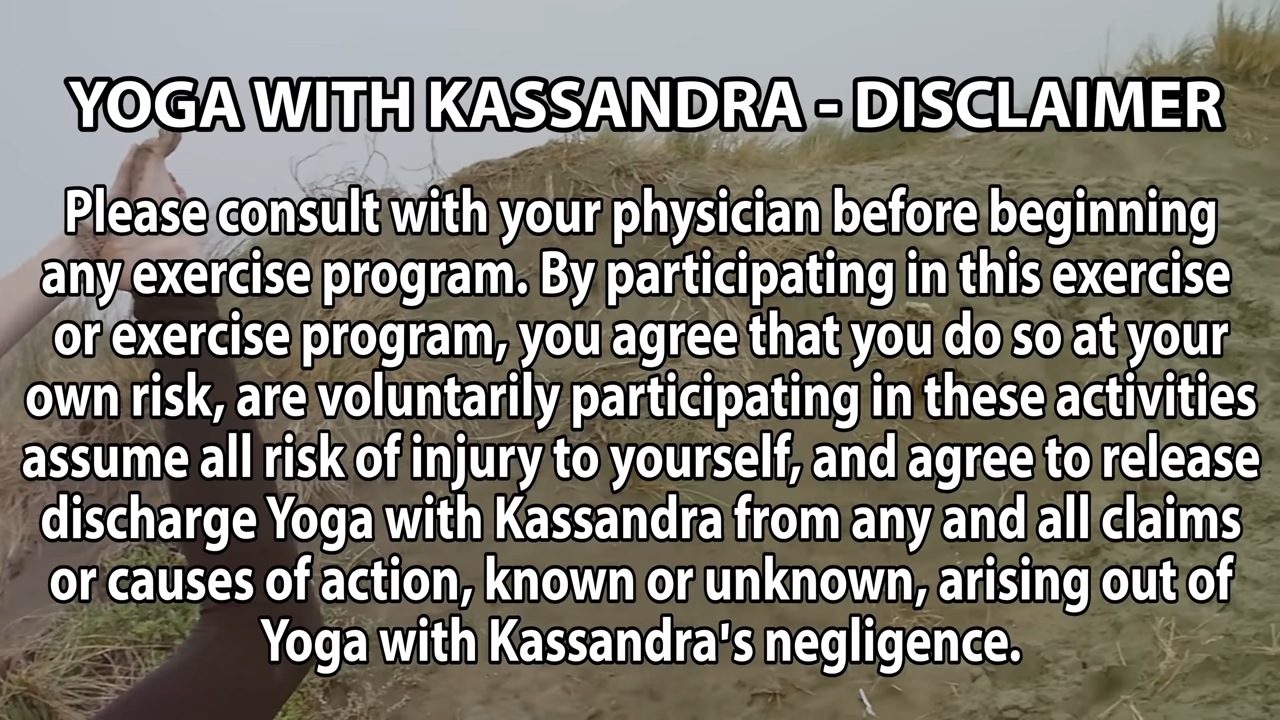 YOGA WITH KASSANDRA - DISCLAIMER
Please consult with your physician before beginning
any exercise program. By participating in this exercise
or exercise program, you agree that you do so at your
own risk, are voluntarily participating in these activities
assume all risk of injury to yourself, and agree to release
discharge Yoga with Kassandra from any and all claims
or causes of action, known or unknown, arising out of
Yoga with Kassandra's negligence.